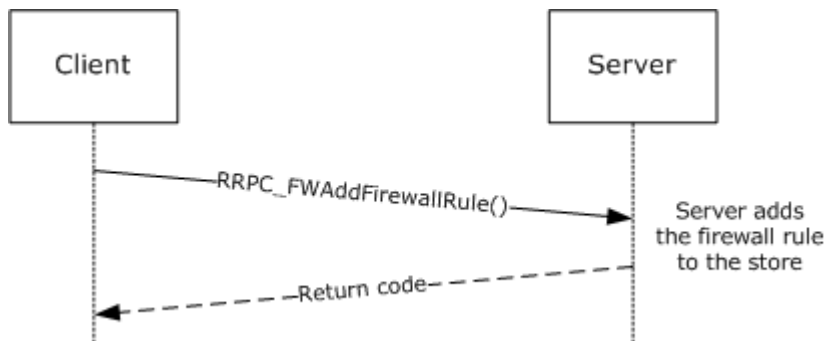 Client
Server
RRPC_FWAddFirewallRule()
Server adds
the firewall rule
to the store
Return code